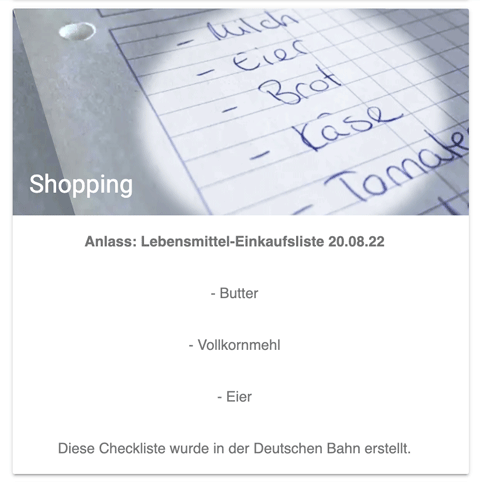 - Milch
- Eier
- Brot
- Käse
- Tomate
Shopping
Anlass: Lebensmittel-Einkaufsliste 20.08.22
- Butter
- Vollkornmehl
- Eier
Diese Checkliste wurde in der Deutschen Bahn erstellt.